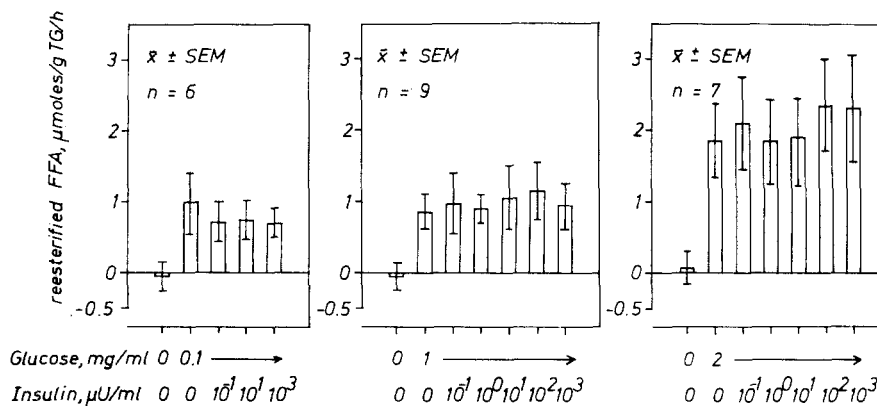 reesterified FFA, μmoles/g TG/h
3
2
1
0
-0.5
x̄ ± SEM
n = 6
3
2
1
0
-0.5
x̄ ± SEM
n = 9
3
2
1
0
-0.5
x̄ ± SEM
n = 7
Glucose, mg/ml 0 0.1 → 0 1 → 0 2 →
Insulin, μU/ml 0 0 10⁻¹ 10¹ 10³ 0 0 10⁻¹ 10⁰ 10¹ 10² 10³ 0 0 10⁻¹ 10⁰ 10¹ 10² 10³